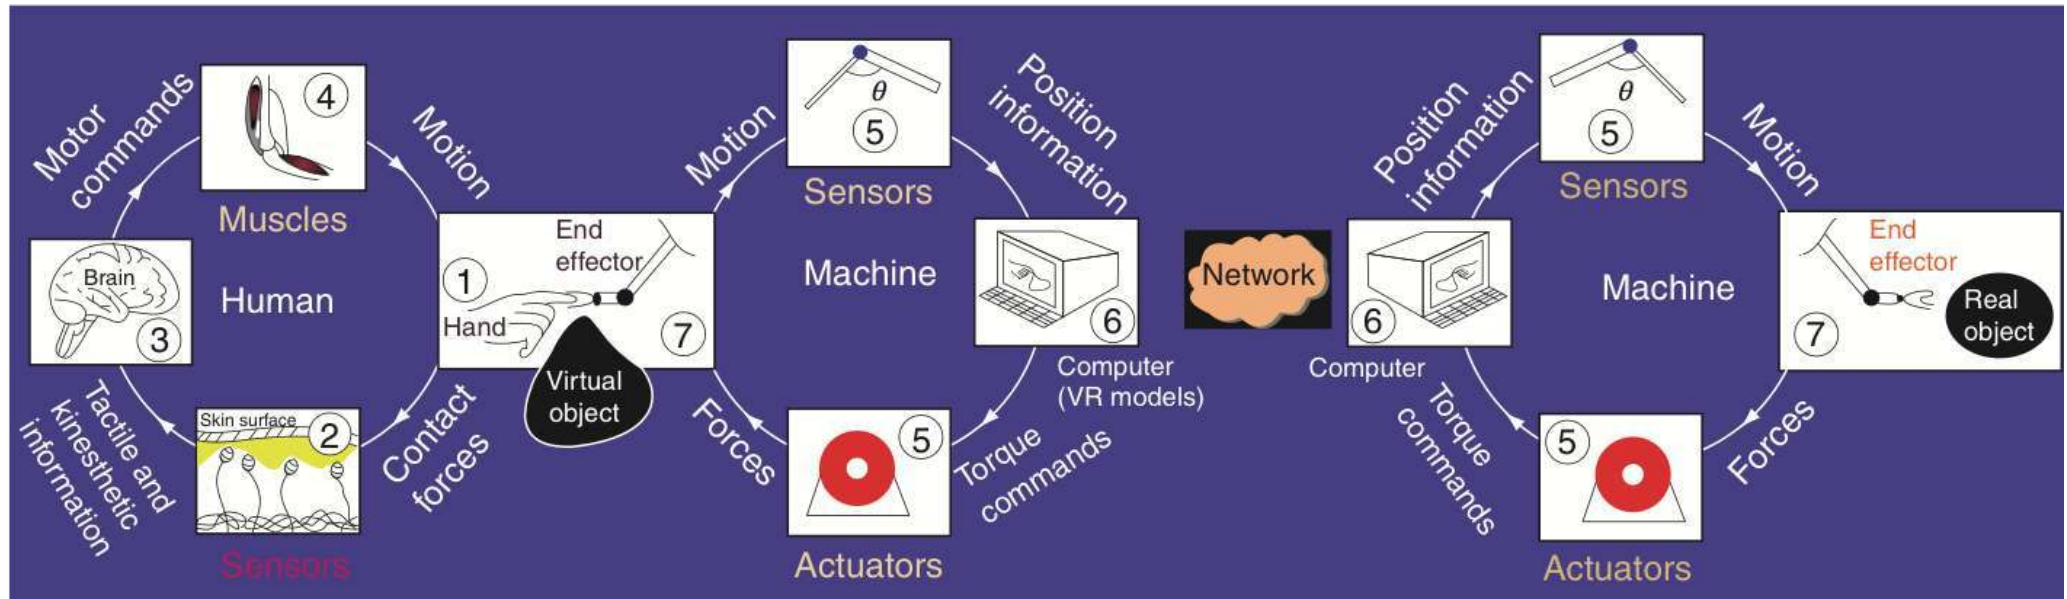 Motor
commands
4
Muscles
Motion
Brain
3
Human
Tactile and
kinesthetic
information
Skin surface
2
Sensors
Contact
forces
1
Hand
End
effector
7
Virtual
object
Motion
θ
5
Sensors
Position
information
Machine
6
Computer
(VR models)
Forces
5
Actuators
Torque
commands
Network
Position
information
θ
5
Sensors
Motion
6
Computer
Machine
End
effector
7
Real
object
Torque
commands
5
Actuators
Forces